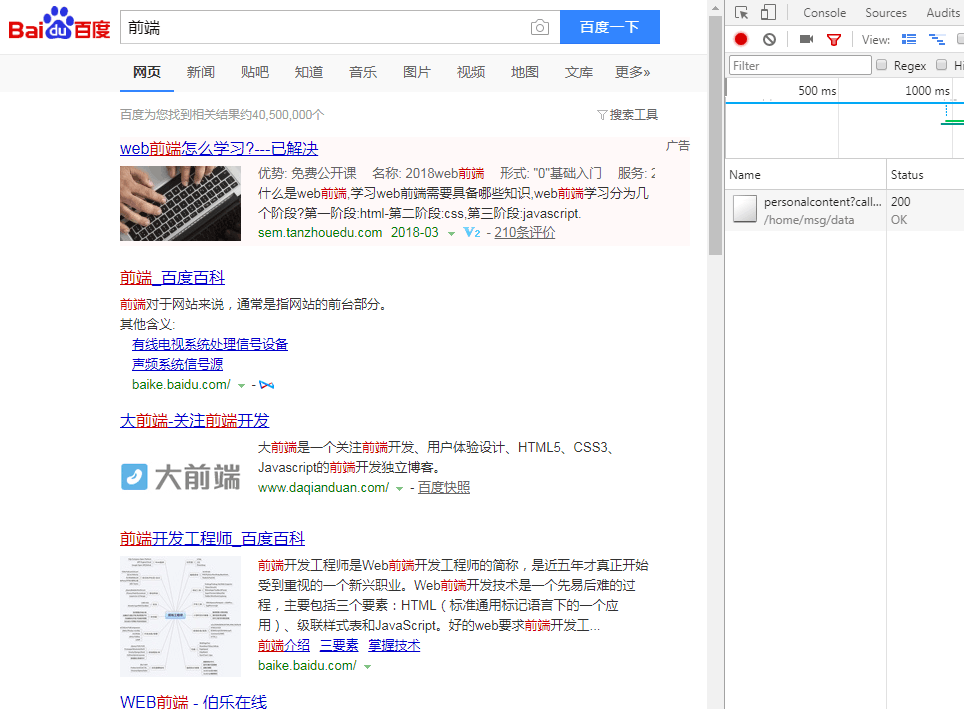 Bai du 百度
前端
百度一下
网页 新闻 贴吧 知道 音乐 图片 视频 地图 文库 更多»
百度为您找到相关结果约40,500,000个
搜索工具
web前端怎么学习?---已解决
广告
优势: 免费公开课 名称: 2018web前端 形式: "0"基础入门 服务: 2
什么是web前端,学习web前端需要具备哪些知识,web前端学习分为几
个阶段?第一阶段:html-第二阶段:css,第三阶段:javascript.
sem.tanzhouedu.com 2018-03 V2 - 210条评价
前端_百度百科
前端对于网站来说，通常是指网站的前台部分。
其他含义:
有线电视系统处理信号设备
声频系统信号源
baike.baidu.com/ -
大前端-关注前端开发
大前端
大前端是一个关注前端开发、用户体验设计、HTML5、CSS3、
Javascript的前端开发独立博客。
www.daqianduan.com/ - 百度快照
前端开发工程师_百度百科
前端开发工程师是Web前端开发工程师的简称，是近五年才真正开始
受到重视的一个新兴职业。Web前端开发技术是一个先易后难的过
程，主要包括三个要素：HTML（标准通用标记语言下的一个应
用）、级联样式表和JavaScript。好的web要求前端开发工...
前端介绍 三要素 掌握技术
baike.baidu.com/
WEB前端 - 伯乐在线
Console Sources Audits
View:
Filter
Regex
Hi
500 ms 1000 ms
Name Status
personalcontent?call... 200
/home/msg/data OK